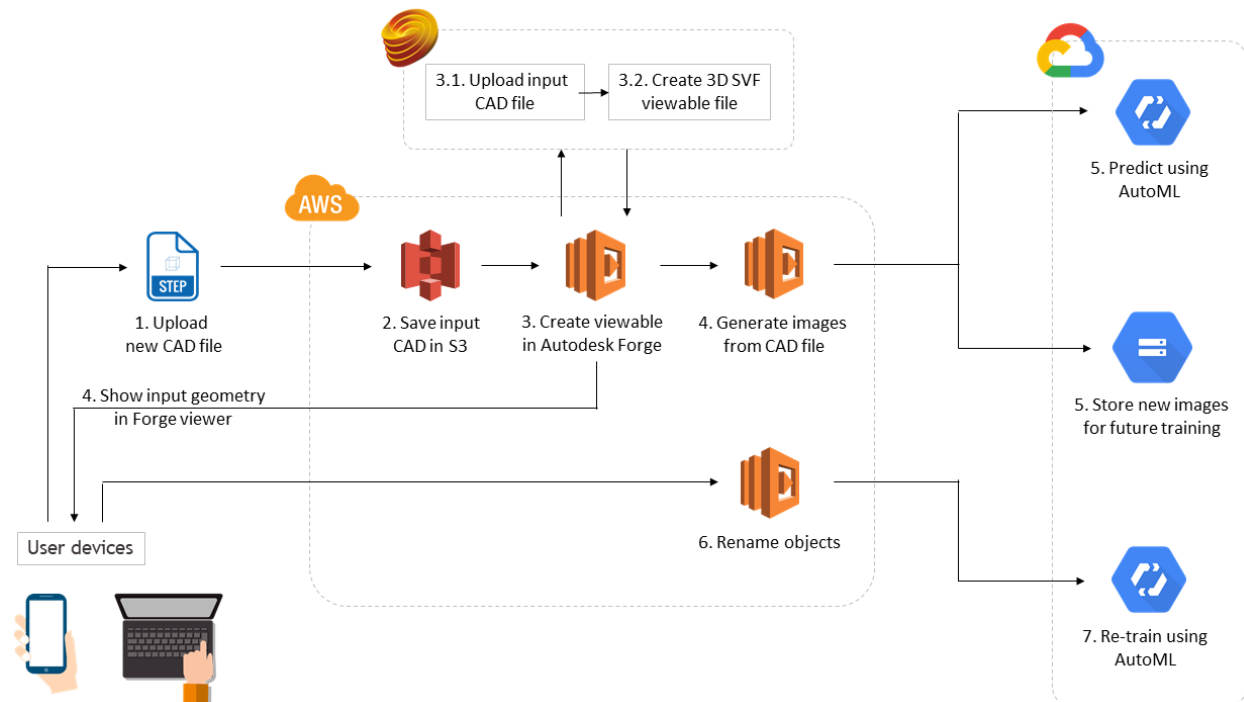 3.1. Upload input
CAD file
3.2. Create 3D SVF
viewable file
AWS
STEP
1. Upload
new CAD file
2. Save input
CAD in S3
3. Create viewable
in Autodesk Forge
4. Generate images
from CAD file
5. Predict using
AutoML
4. Show input geometry
in Forge viewer
5. Store new images
for future training
User devices
6. Rename objects
7. Re-train using
AutoML